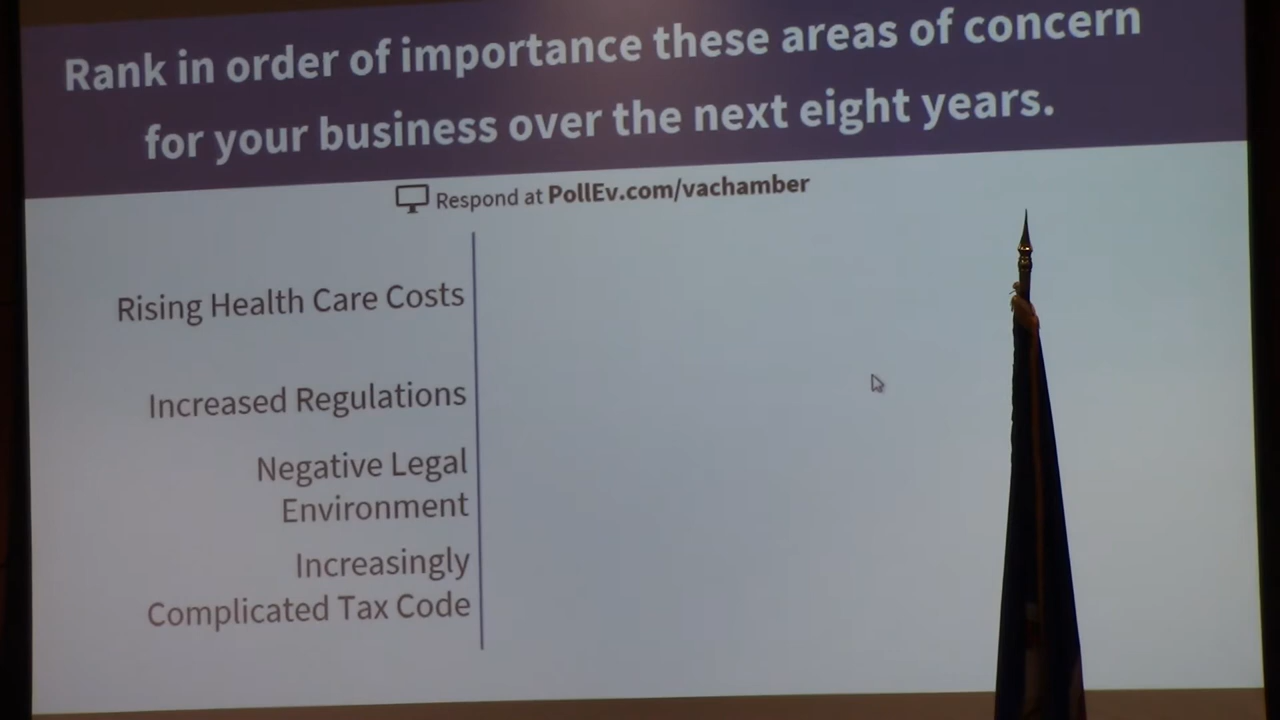 Rank in order of importance these areas of concern
for your business over the next eight years.
Respond at PollEv.com/vachamber
Rising Health Care Costs
Increased Regulations
Negative Legal
Environment
Increasingly
Complicated Tax Code